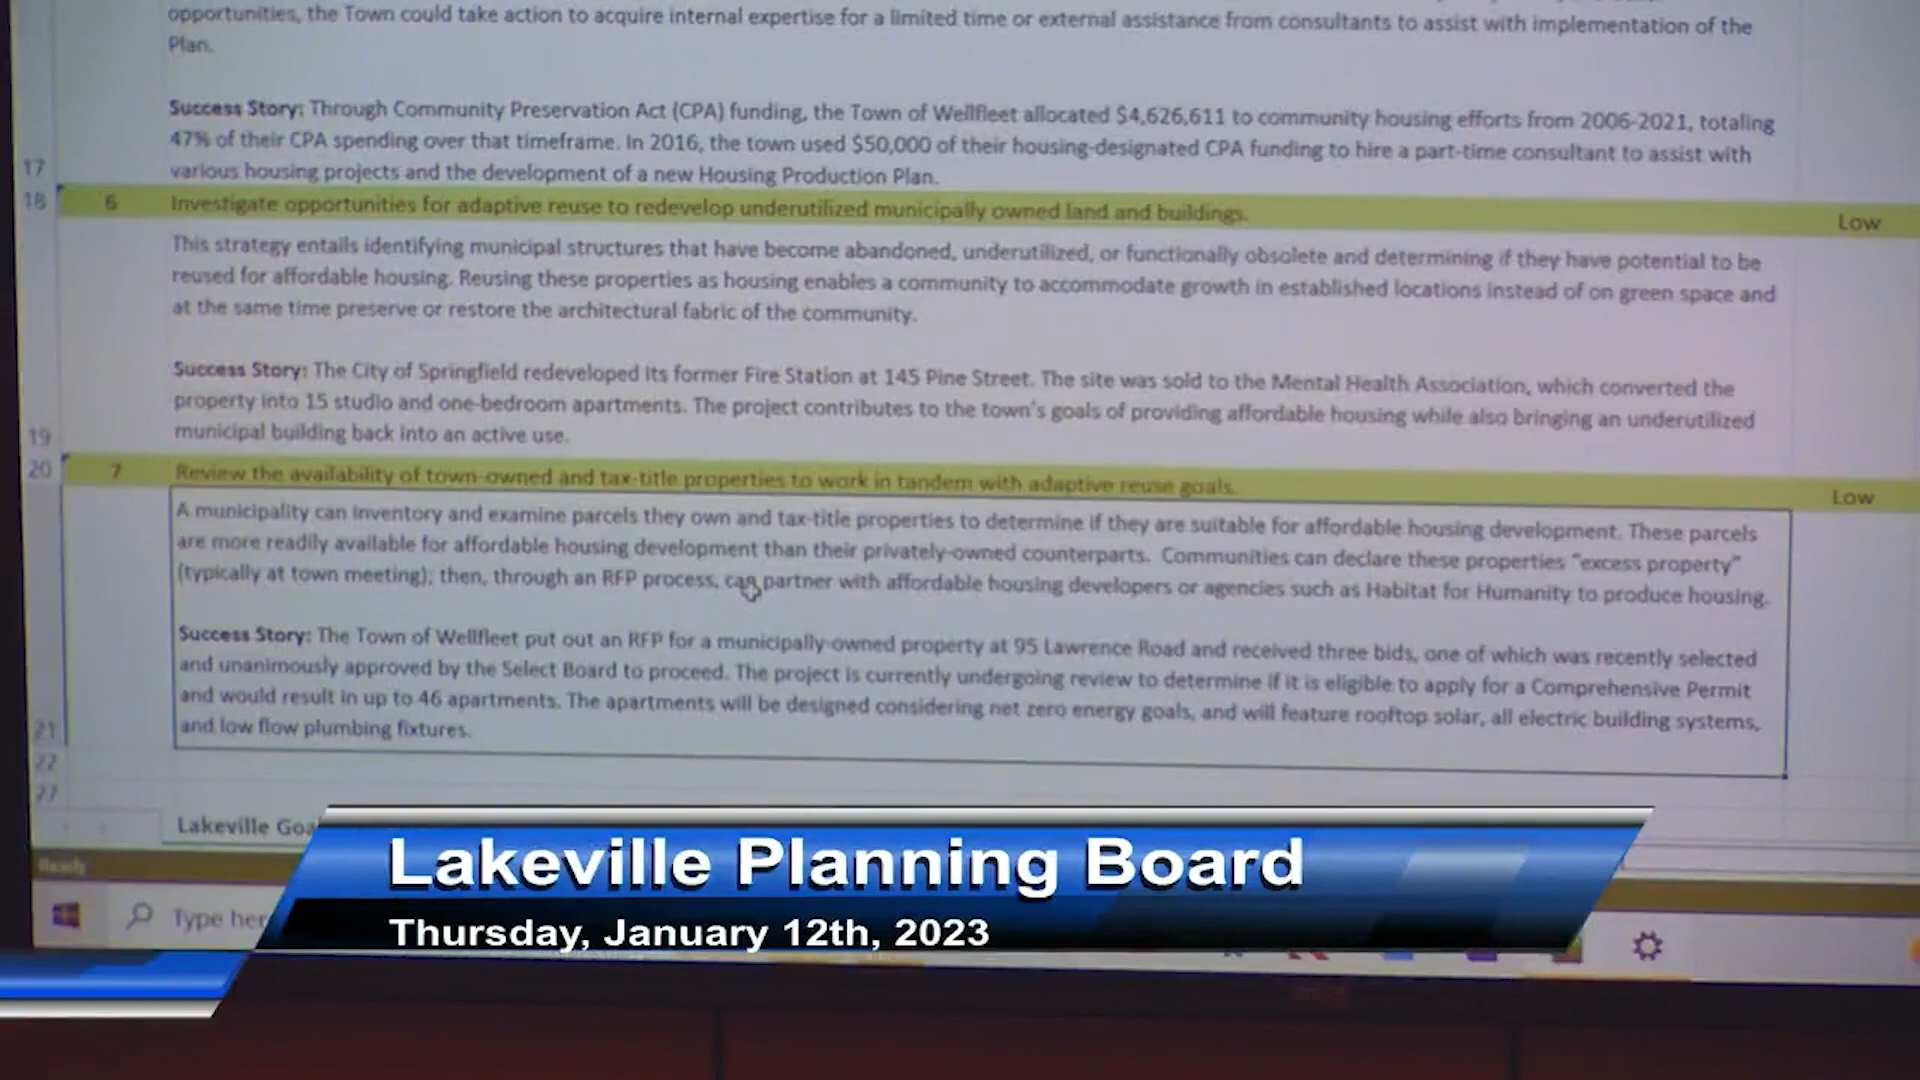 opportunities, the Town could take action to acquire internal expertise for a limited time or external assistance from consultants to assist with implementation of the
Plan.
Success Story: Through Community Preservation Act (CPA) funding, the Town of Wellfleet allocated $4,626,611 to community housing efforts from 2006-2021, totaling
47% of their CPA spending over that timeframe. In 2016, the town used $50,000 of their housing-designated CPA funding to hire a part-time consultant to assist with
17 various housing projects and the development of a new Housing Production Plan.
18 6 Investigate opportunities for adaptive reuse to redevelop underutilized municipally owned land and buildings. Low
This strategy entails identifying municipal structures that have become abandoned, underutilized, or functionally obsolete and determining if they have potential to be
reused for affordable housing. Reusing these properties as housing enables a community to accommodate growth in established locations instead of on green space and
at the same time preserve or restore the architectural fabric of the community.
Success Story: The City of Springfield redeveloped its former Fire Station at 145 Pine Street. The site was sold to the Mental Health Association, which converted the
property into 15 studio and one-bedroom apartments. The project contributes to the town's goals of providing affordable housing while also bringing an underutilized
19 municipal building back into an active use.
20 7 Review the availability of town-owned and tax-title properties to work in tandem with adaptive reuse goals. Low
A municipality can inventory and examine parcels they own and tax-title properties to determine if they are suitable for affordable housing development. These parcels
are more readily available for affordable housing development than their privately-owned counterparts. Communities can declare these properties "excess property"
(typically at town meeting); then, through an RFP process, can partner with affordable housing developers or agencies such as Habitat for Humanity to produce housing.
Success Story: The Town of Wellfleet put out an RFP for a municipally-owned property at 95 Lawrence Road and received three bids, one of which was recently selected
and unanimously approved by the Select Board to proceed. The project is currently undergoing review to determine if it is eligible to apply for a Comprehensive Permit
and would result in up to 46 apartments. The apartments will be designed considering net zero energy goals, and will feature rooftop solar, all electric building systems,
21 and low flow plumbing fixtures.
22
27
Lakeville Goa
Ready
Type her
Lakeville Planning Board
Thursday, January 12th, 2023